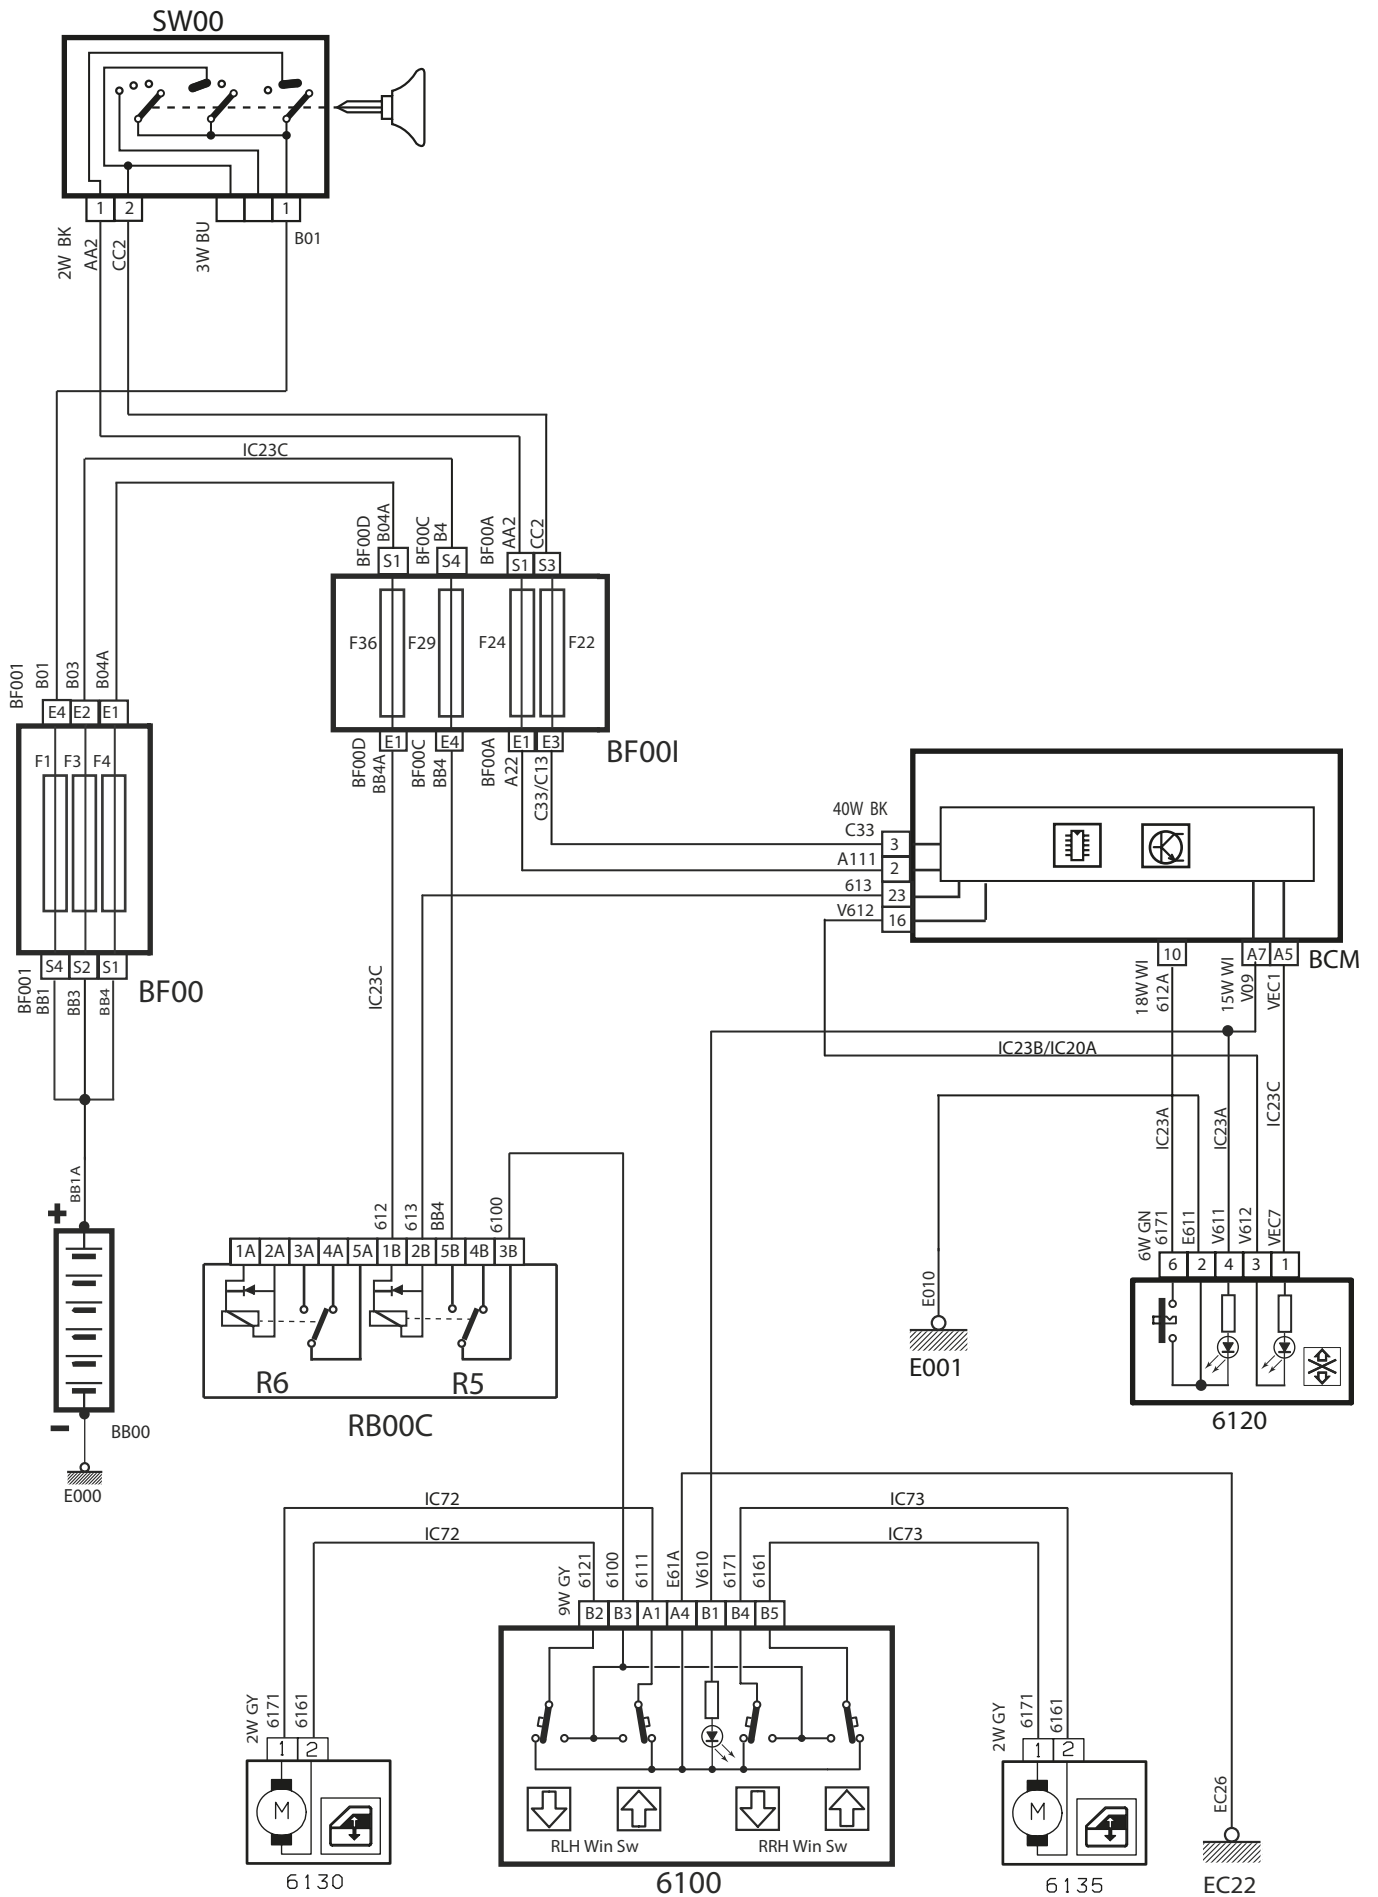 SW00
1
2
1
B01
2W BK
AA2
CC2
3W BU
IC23C
BF00D
B04A
BF00C
B4
BF00A
AA2
CC2
S1
S4
S1
S3
F36
F29
F24
F22
E1
E4
E1
E3
BF00I
BF00D
BB4A
BF00C
BB4
BF00A
A22
C33/C13
BF001
B01
B03
B04A
E4
E2
E1
F1
F3
F4
S4
S2
S1
BF00
BF001
BB1
BB3
BB4
BB1A
+
−
BB00
E000
IC23C
40W BK
C33
3
A111
2
613
23
V612
16
10
A7
A5
BCM
18W WI
612A
15W WI
V09
VEC1
IC23B/IC20A
IC23A
IC23A
IC23C
6W GN
6171
E611
V611
V612
VEC7
6
2
4
3
1
6120
E010
E001
612
613
BB4
6100
1A
2A
3A
4A
5A
1B
2B
5B
4B
3B
R6
R5
RB00C
IC72
IC73
IC72
IC73
9W GY
6121
6100
6111
E61A
V610
6171
6161
B2
B3
A1
A4
B1
B4
B5
RLH Win Sw
RRH Win Sw
6100
2W GY
6171
6161
1
2
M
6130
2W GY
6171
6161
1
2
M
6135
EC26
EC22